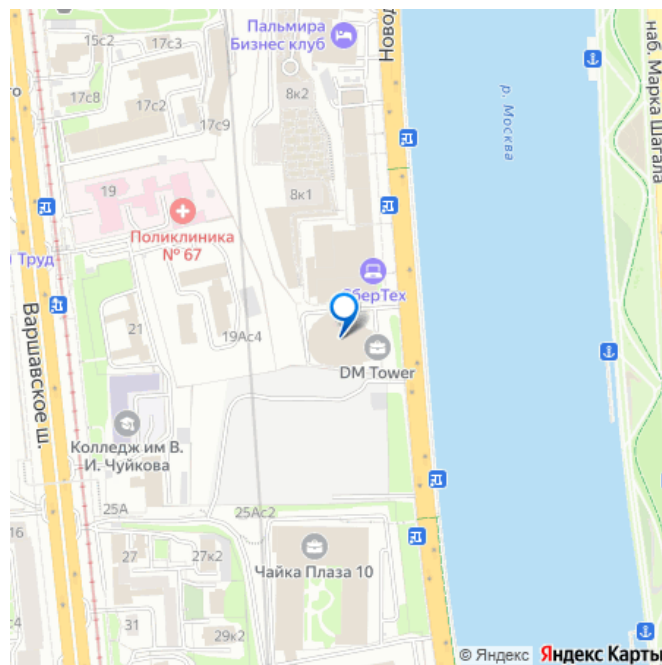 Пальмира
Бизнес клуб
15с2
17с3
Новод
наб. Марка Шагала
р. Москва
8к2
17с8
17с2
17с9
19
8к1
Поликлиника
№ 67
Труд
СберТех
Варшавское ш.
21
19Ас4
DM Tower
Колледж им В.
И. Чуйкова
25А
25Ас2
16
27
27к2
Чайка Плаза 10
31
29к2
© Яндекс Яндекс Карты